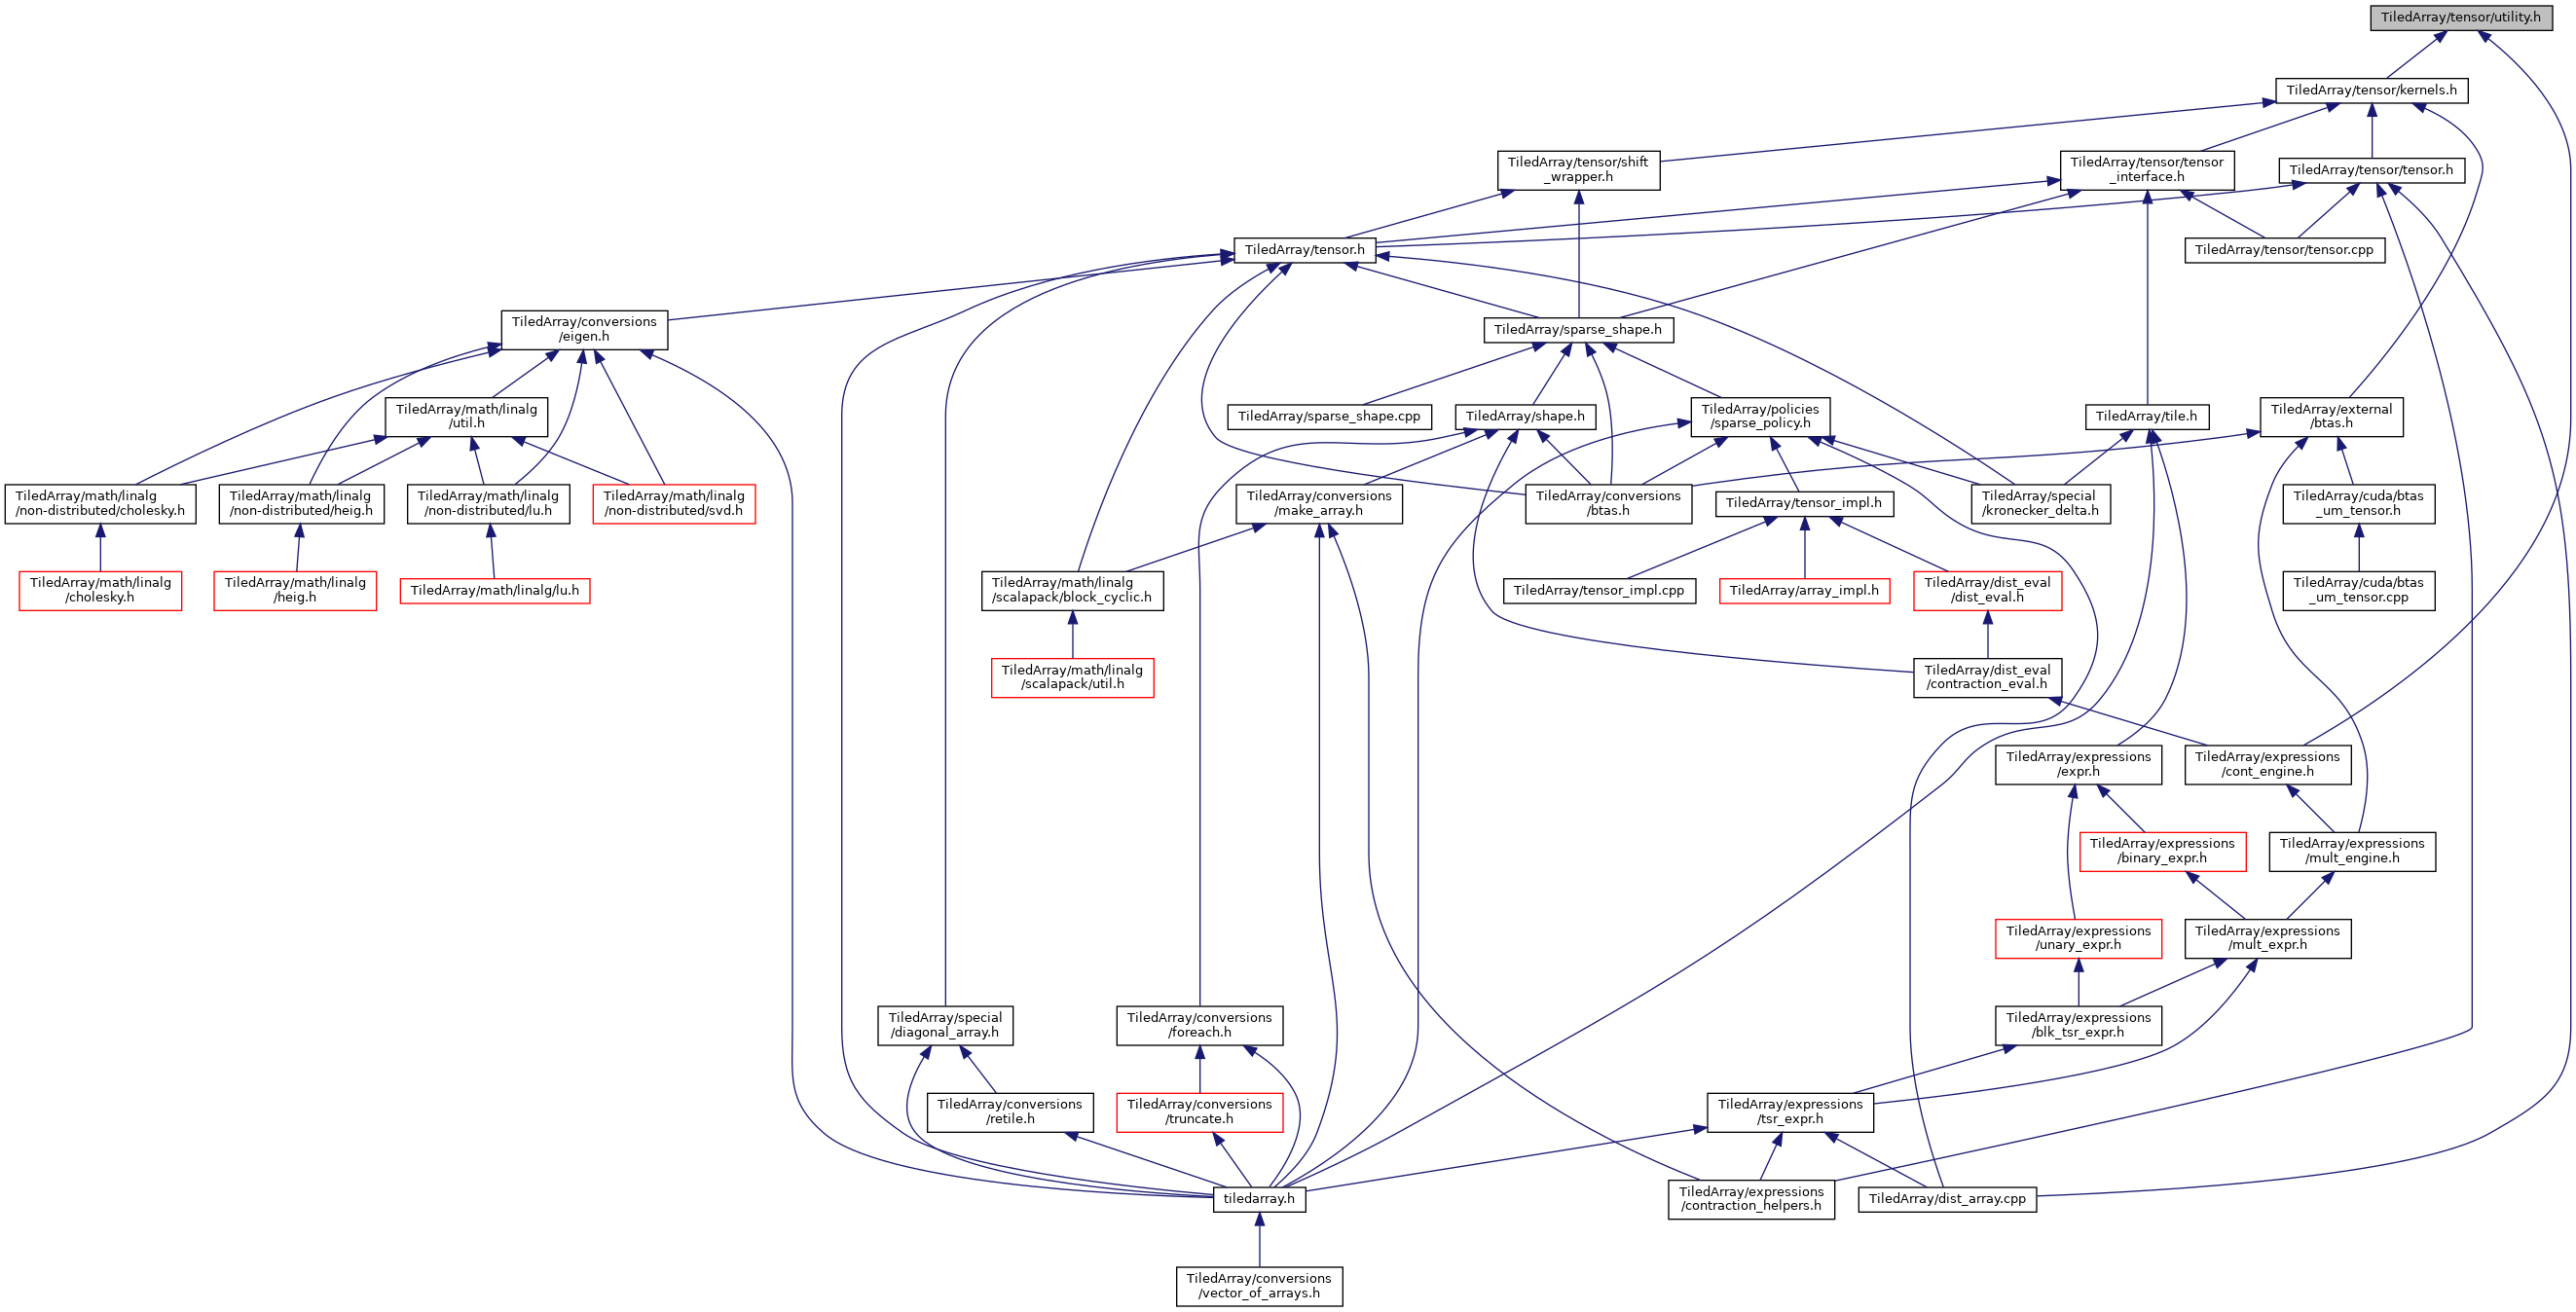 TiledArray/tensor/utility.h
TiledArray/tensor/kernels.h
TiledArray/tensor/shift
_wrapper.h
TiledArray/tensor/tensor
_interface.h
TiledArray/tensor/tensor.h
TiledArray/tensor.h
TiledArray/tensor/tensor.cpp
TiledArray/conversions
/eigen.h
TiledArray/sparse_shape.h
TiledArray/math/linalg
/util.h
TiledArray/sparse_shape.cpp
TiledArray/shape.h
TiledArray/policies
/sparse_policy.h
TiledArray/tile.h
TiledArray/external
/btas.h
TiledArray/math/linalg
/non-distributed/cholesky.h
TiledArray/math/linalg
/non-distributed/heig.h
TiledArray/math/linalg
/non-distributed/lu.h
TiledArray/math/linalg
/non-distributed/svd.h
TiledArray/conversions
/make_array.h
TiledArray/conversions
/btas.h
TiledArray/tensor_impl.h
TiledArray/special
/kronecker_delta.h
TiledArray/cuda/btas
_um_tensor.h
TiledArray/math/linalg
/cholesky.h
TiledArray/math/linalg
/heig.h
TiledArray/math/linalg/lu.h
TiledArray/math/linalg
/scalapack/block_cyclic.h
TiledArray/tensor_impl.cpp
TiledArray/array_impl.h
TiledArray/dist_eval
/dist_eval.h
TiledArray/cuda/btas
_um_tensor.cpp
TiledArray/math/linalg
/scalapack/util.h
TiledArray/dist_eval
/contraction_eval.h
TiledArray/expressions
/expr.h
TiledArray/expressions
/cont_engine.h
TiledArray/expressions
/binary_expr.h
TiledArray/expressions
/mult_engine.h
TiledArray/expressions
/unary_expr.h
TiledArray/expressions
/mult_expr.h
TiledArray/special
/diagonal_array.h
TiledArray/conversions
/foreach.h
TiledArray/expressions
/blk_tsr_expr.h
TiledArray/conversions
/retile.h
TiledArray/conversions
/truncate.h
TiledArray/expressions
/tsr_expr.h
tiledarray.h
TiledArray/expressions
/contraction_helpers.h
TiledArray/dist_array.cpp
TiledArray/conversions
/vector_of_arrays.h